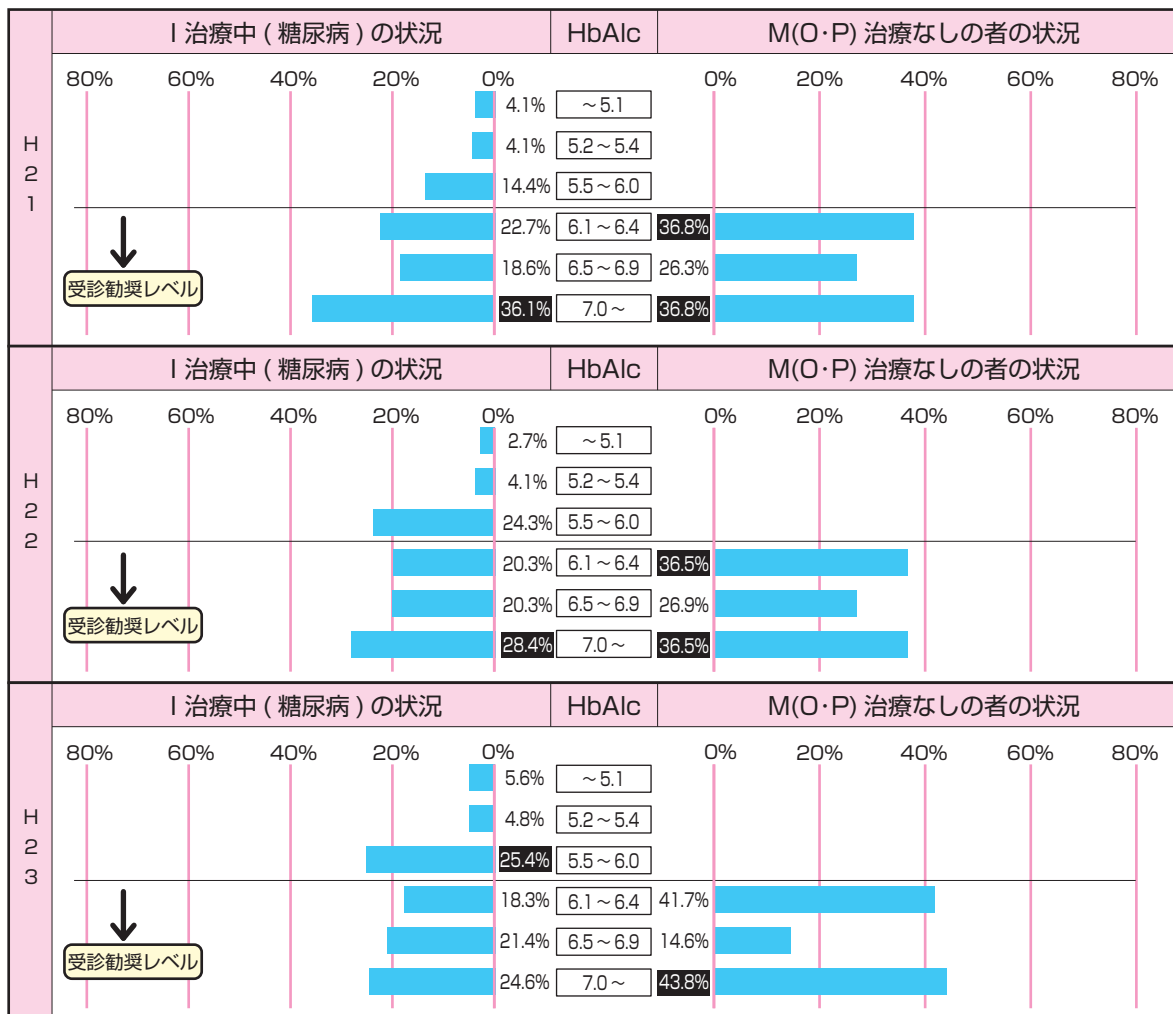 I 治療中 ( 糖尿病 ) の状況 HbAlc M(O・P) 治療なしの者の状況
80% 60% 40% 20% 0% 0% 20% 40% 60% 80%
H21
4.1% ～5.1
4.1% 5.2～5.4
14.4% 5.5～6.0
22.7% 6.1～6.4 36.8%
18.6% 6.5～6.9 26.3%
受診勧奨レベル
36.1% 7.0～ 36.8%
I 治療中 ( 糖尿病 ) の状況 HbAlc M(O・P) 治療なしの者の状況
80% 60% 40% 20% 0% 0% 20% 40% 60% 80%
H22
2.7% ～5.1
4.1% 5.2～5.4
24.3% 5.5～6.0
20.3% 6.1～6.4 36.5%
20.3% 6.5～6.9 26.9%
受診勧奨レベル
28.4% 7.0～ 36.5%
I 治療中 ( 糖尿病 ) の状況 HbAlc M(O・P) 治療なしの者の状況
80% 60% 40% 20% 0% 0% 20% 40% 60% 80%
H23
5.6% ～5.1
4.8% 5.2～5.4
25.4% 5.5～6.0
18.3% 6.1～6.4 41.7%
21.4% 6.5～6.9 14.6%
受診勧奨レベル
24.6% 7.0～ 43.8%